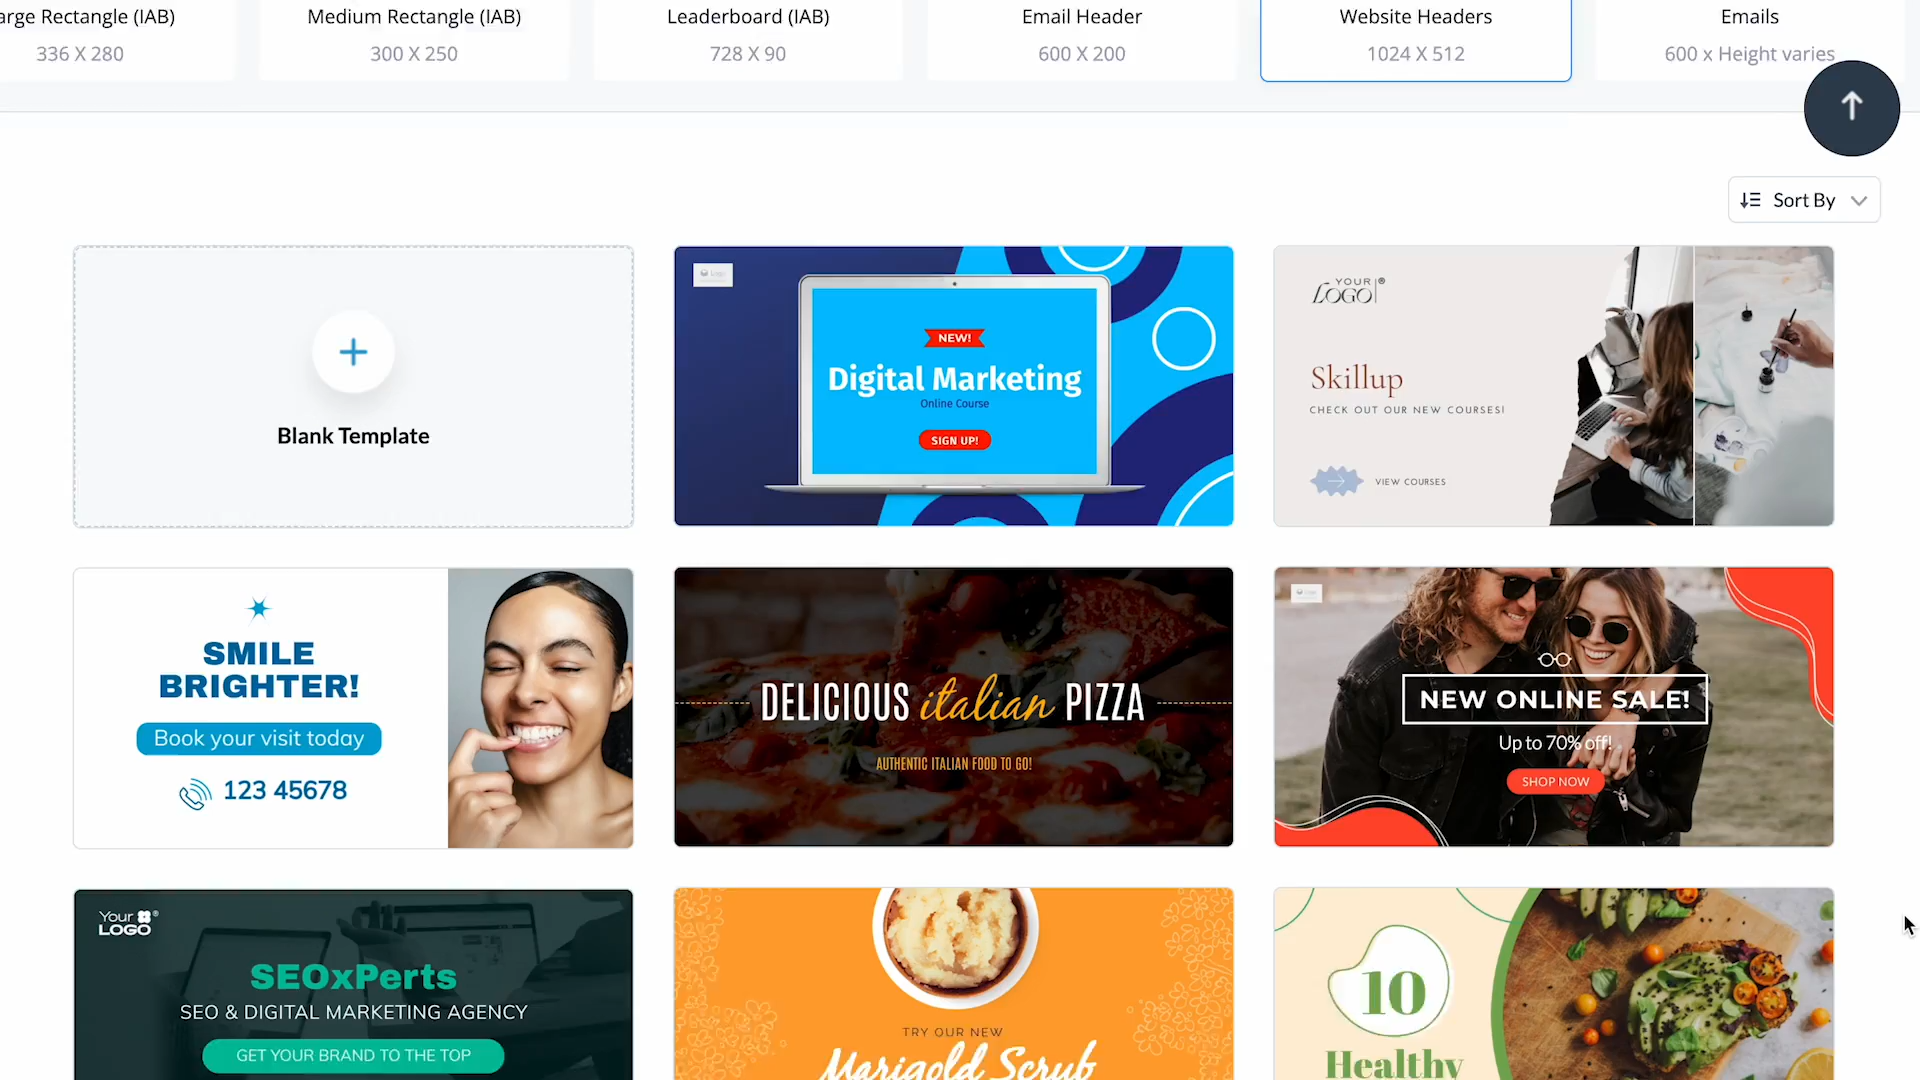 arge Rectangle (IAB)
336 X 280
Medium Rectangle (IAB)
300 X 250
Leaderboard (IAB)
728 X 90
Email Header
600 X 200
Website Headers
1024 X 512
Emails
600 x Height varies
Sort By
Blank Template
NEW!
Digital Marketing
Online Course
SIGN UP!
YOUR
LOGO®
Skillup
CHECK OUT OUR NEW COURSES!
VIEW COURSES
SMILE
BRIGHTER!
Book your visit today
123 45678
DELICIOUS italian PIZZA
AUTHENTIC ITALIAN FOOD TO GO!
NEW ONLINE SALE!
Up to 70% off!
SHOP NOW
Your ®
LOGO
SEOxPerts
SEO & DIGITAL MARKETING AGENCY
GET YOUR BRAND TO THE TOP
TRY OUR NEW
Marigold Scrub
10
Healthy